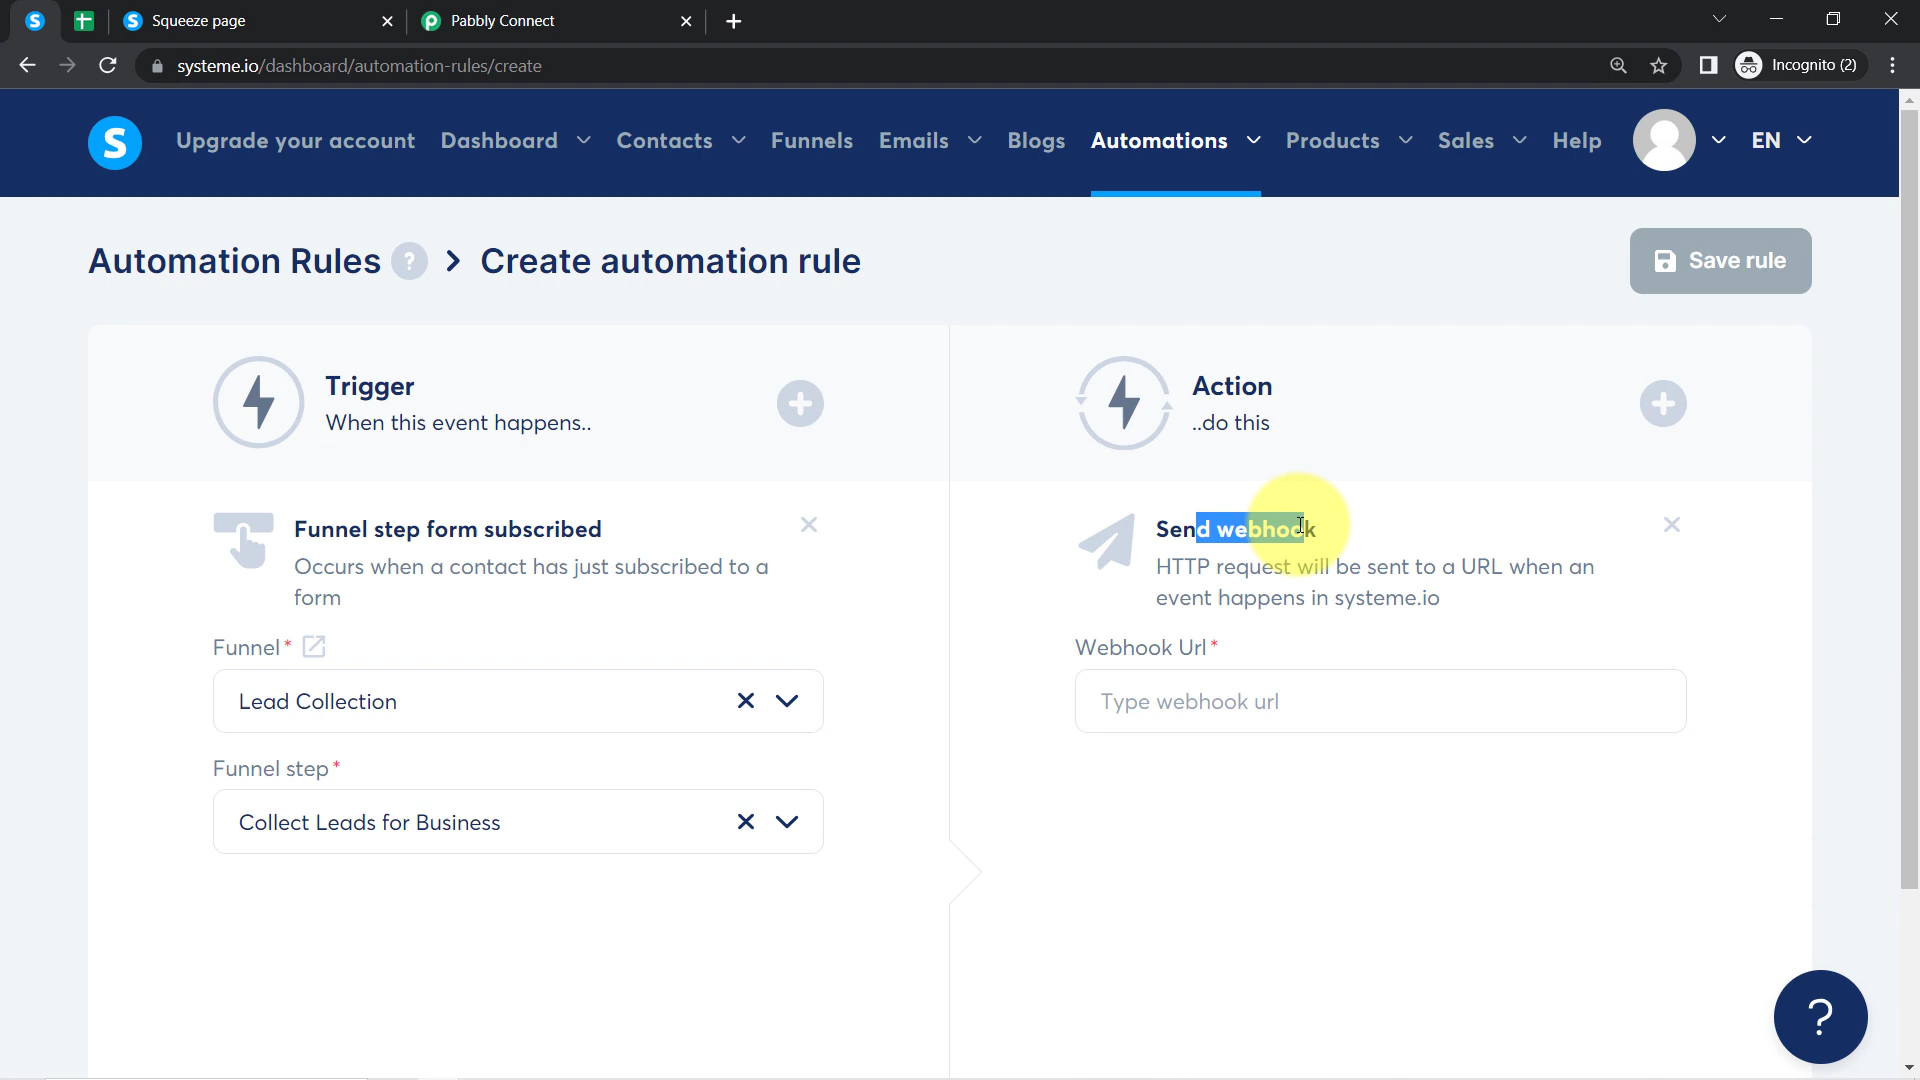 Squeeze page
Pabbly Connect
systeme.io/dashboard/automation-rules/create
Incognito (2)
S
Upgrade your account
Dashboard
Contacts
Funnels
Emails
Blogs
Automations
Products
Sales
Help
EN
Automation Rules ? > Create automation rule
Save rule
Trigger
When this event happens..
Action
..do this
Funnel step form subscribed
Occurs when a contact has just subscribed to a
form
Funnel*
Lead Collection
Funnel step*
Collect Leads for Business
Send webhook
HTTP request will be sent to a URL when an
event happens in systeme.io
Webhook Url*
Type webhook url
?